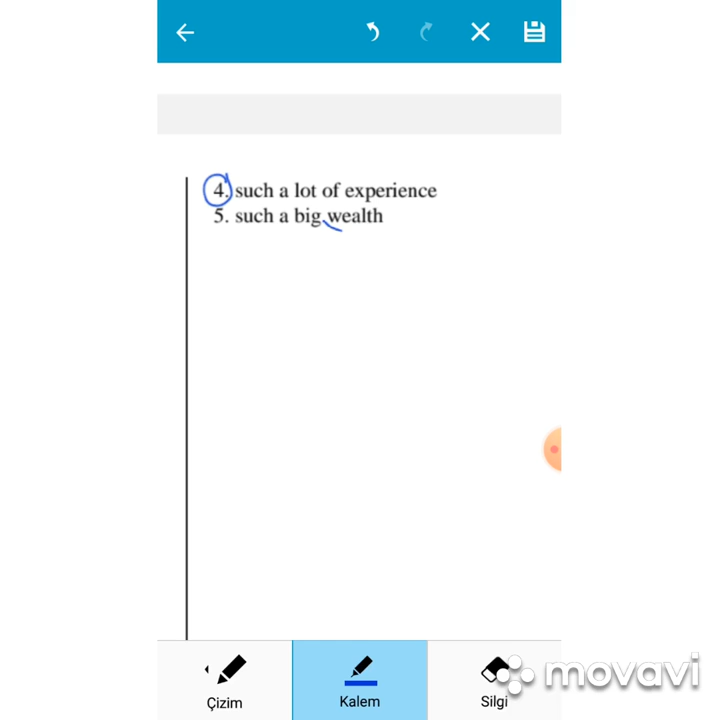 4. such a lot of experience
5. such a big wealth
Çizim
Kalem
Silgi
movavi